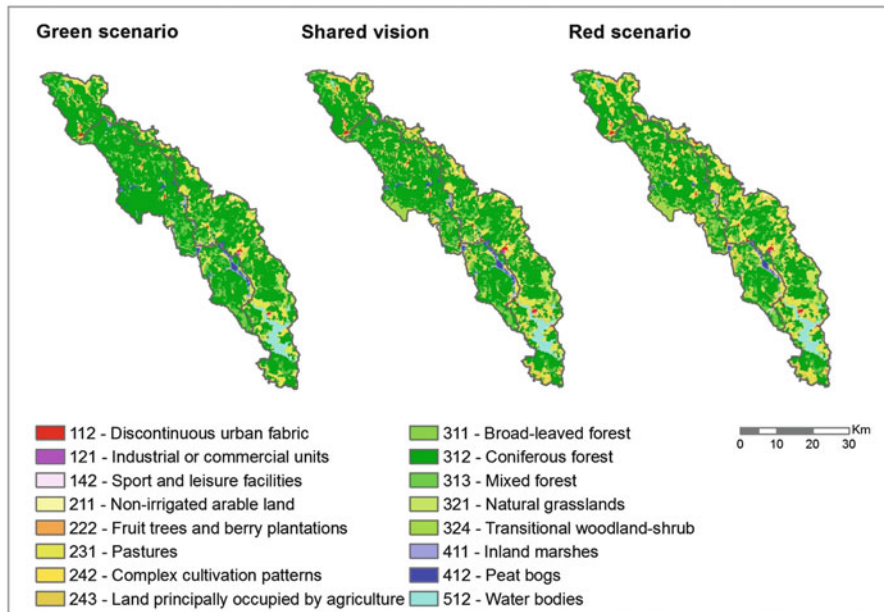 Green scenario
Shared vision
Red scenario
112 - Discontinuous urban fabric
121 - Industrial or commercial units
142 - Sport and leisure facilities
211 - Non-irrigated arable land
222 - Fruit trees and berry plantations
231 - Pastures
242 - Complex cultivation patterns
243 - Land principally occupied by agriculture
311 - Broad-leaved forest
312 - Coniferous forest
313 - Mixed forest
321 - Natural grasslands
324 - Transitional woodland-shrub
411 - Inland marshes
412 - Peat bogs
512 - Water bodies
Km
0 5 10 20 30